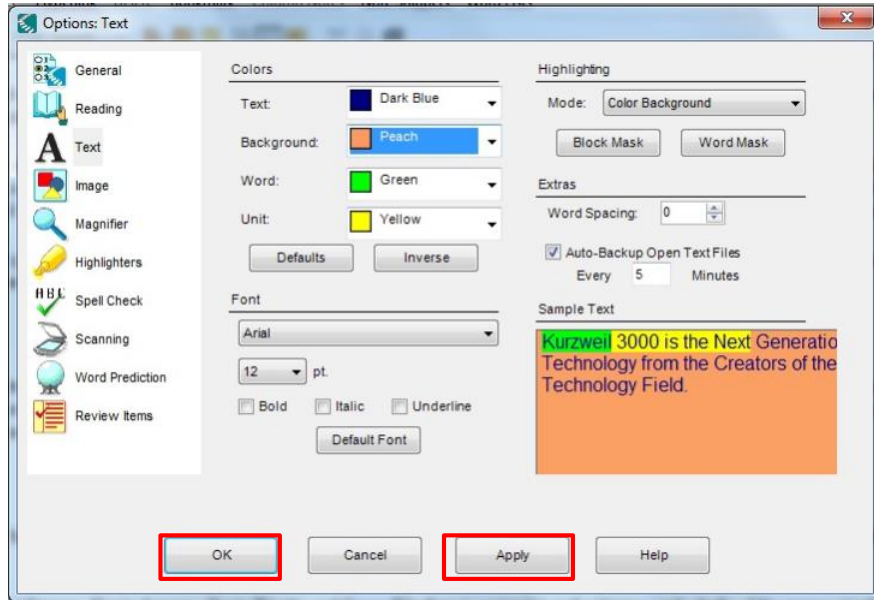 Options: Text
General
Reading
Text
Image
Magnifier
Highlighters
Spell Check
Scanning
Word Prediction
Review Items
Colors
Text: Dark Blue
Background: Peach
Word: Green
Unit: Yellow
Defaults Inverse
Font
Arial
12 pt.
Bold Italic Underline
Default Font
Highlighting
Mode: Color Background
Block Mask Word Mask
Extras
Word Spacing: 0
Auto-Backup Open Text Files
Every 5 Minutes
Sample Text
Kurzweil 3000 is the Next Generatio
Technology from the Creators of the
Technology Field.
OK Cancel Apply Help